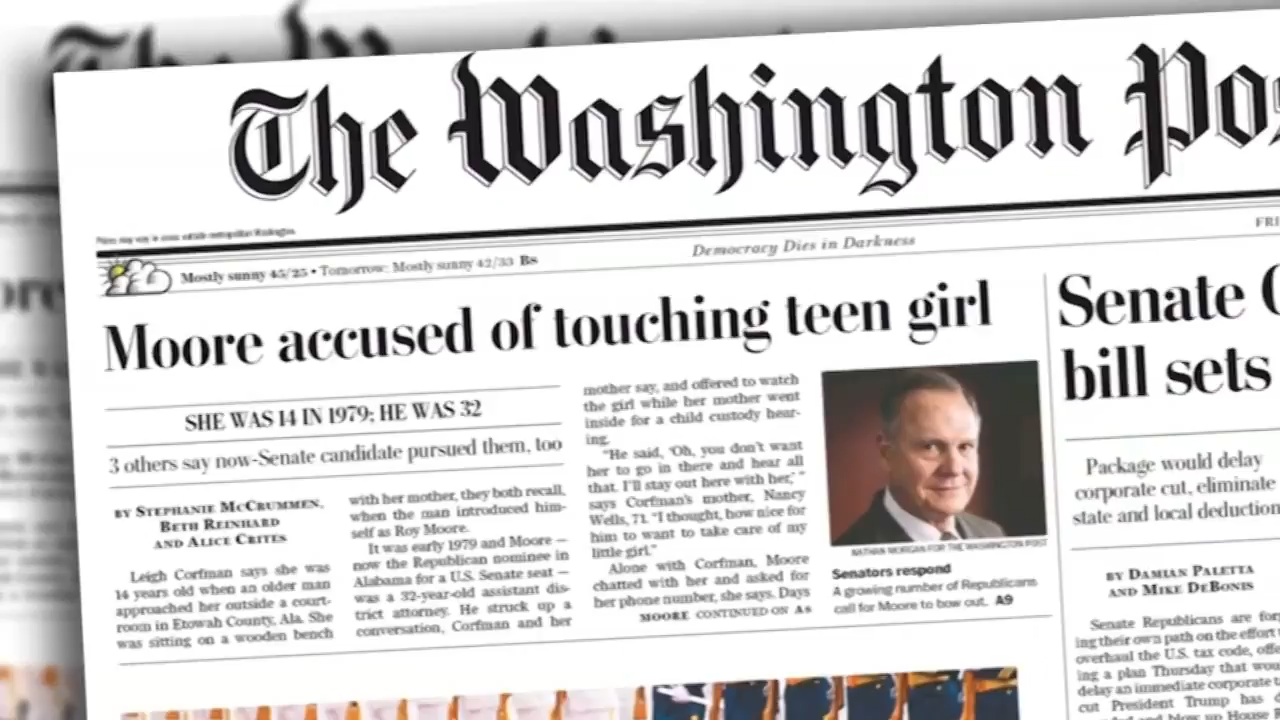 The Washington Pos
Democracy Dies in Darkness
FRI
Mostly sunny 45/25 • Tomorrow: Mostly sunny 42/33 B8
Moore accused of touching teen girl
SHE WAS 14 IN 1979; HE WAS 32
3 others say now-Senate candidate pursued them, too
BY STEPHANIE MCCRUMMEN,
BETH REINHARD
AND ALICE CRITES
Leigh Corfman says she was
14 years old when an older man
approached her outside a court-
room in Etowah County, Ala. She
was sitting on a wooden bench
with her mother, they both recall,
when the man introduced him-
self as Roy Moore.
It was early 1979 and Moore —
now the Republican nominee in
Alabama for a U.S. Senate seat —
was a 32-year-old assistant dis-
trict attorney. He struck up a
conversation, Corfman and her
mother say, and offered to watch
the girl while her mother went
inside for a child custody hear-
ing.
"He said, 'Oh, you don't want
her to go in there and hear all
that. I'll stay out here with her,' "
says Corfman's mother, Nancy
Wells, 71. "I thought, how nice for
him to want to take care of my
little girl."
Alone with Corfman, Moore
chatted with her and asked for
her phone number, she says. Days
MOORE CONTINUED ON A8
NATHAN MORGAN FOR THE WASHINGTON POST
Senators respond
A growing number of Republicans
call for Moore to bow out. A9
Senate
bill sets
Package would delay
corporate cut, eliminate
state and local deduction
BY DAMIAN PALETTA
AND MIKE DEBONIS
Senate Republicans are for
ing their own path on the effort
overhaul the U.S. tax code, offe
ing a plan Thursday that wou
delay an immediate corporate t
cut President Trump has